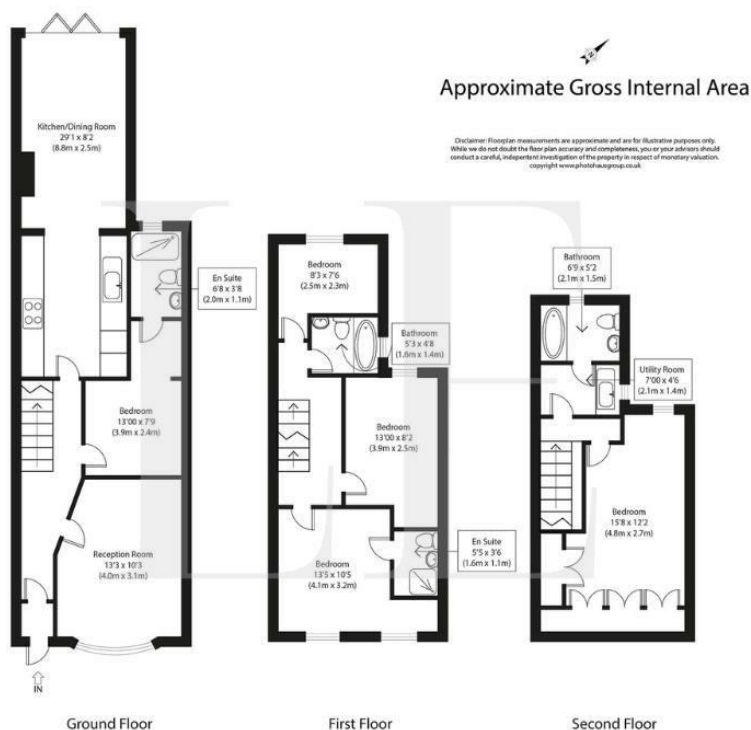 N
Approximate Gross Internal Area
Disclaimer: Floorplan measurements are approximate and are for illustrative purposes only.
While we do not doubt the floor plan accuracy and completeness, you or your advisors should
conduct a careful, indepentent investigation of the property in respect of monetary valuation.
copyright www.photohausgroup.co.uk
Kitchen/Dining Room
29'1 x 8'2
(8.8m x 2.5m)
En Suite
6'8 x 3'8
(2.0m x 1.1m)
Bedroom
13'00 x 7'9
(3.9m x 2.4m)
Reception Room
13'3 x 10'3
(4.0m x 3.1m)
IN
Ground Floor
Bedroom
8'3 x 7'6
(2.5m x 2.3m)
Bathroom
5'3 x 4'8
(1.6m x 1.4m)
Bedroom
13'00 x 8'2
(3.9m x 2.5m)
Bedroom
13'5 x 10'5
(4.1m x 3.2m)
En Suite
5'5 x 3'6
(1.6m x 1.1m)
First Floor
Bathroom
6'9 x 5'2
(2.1m x 1.5m)
Utility Room
7'00 x 4'6
(2.1m x 1.4m)
Bedroom
15'8 x 12'2
(4.8m x 2.7m)
Second Floor
LE